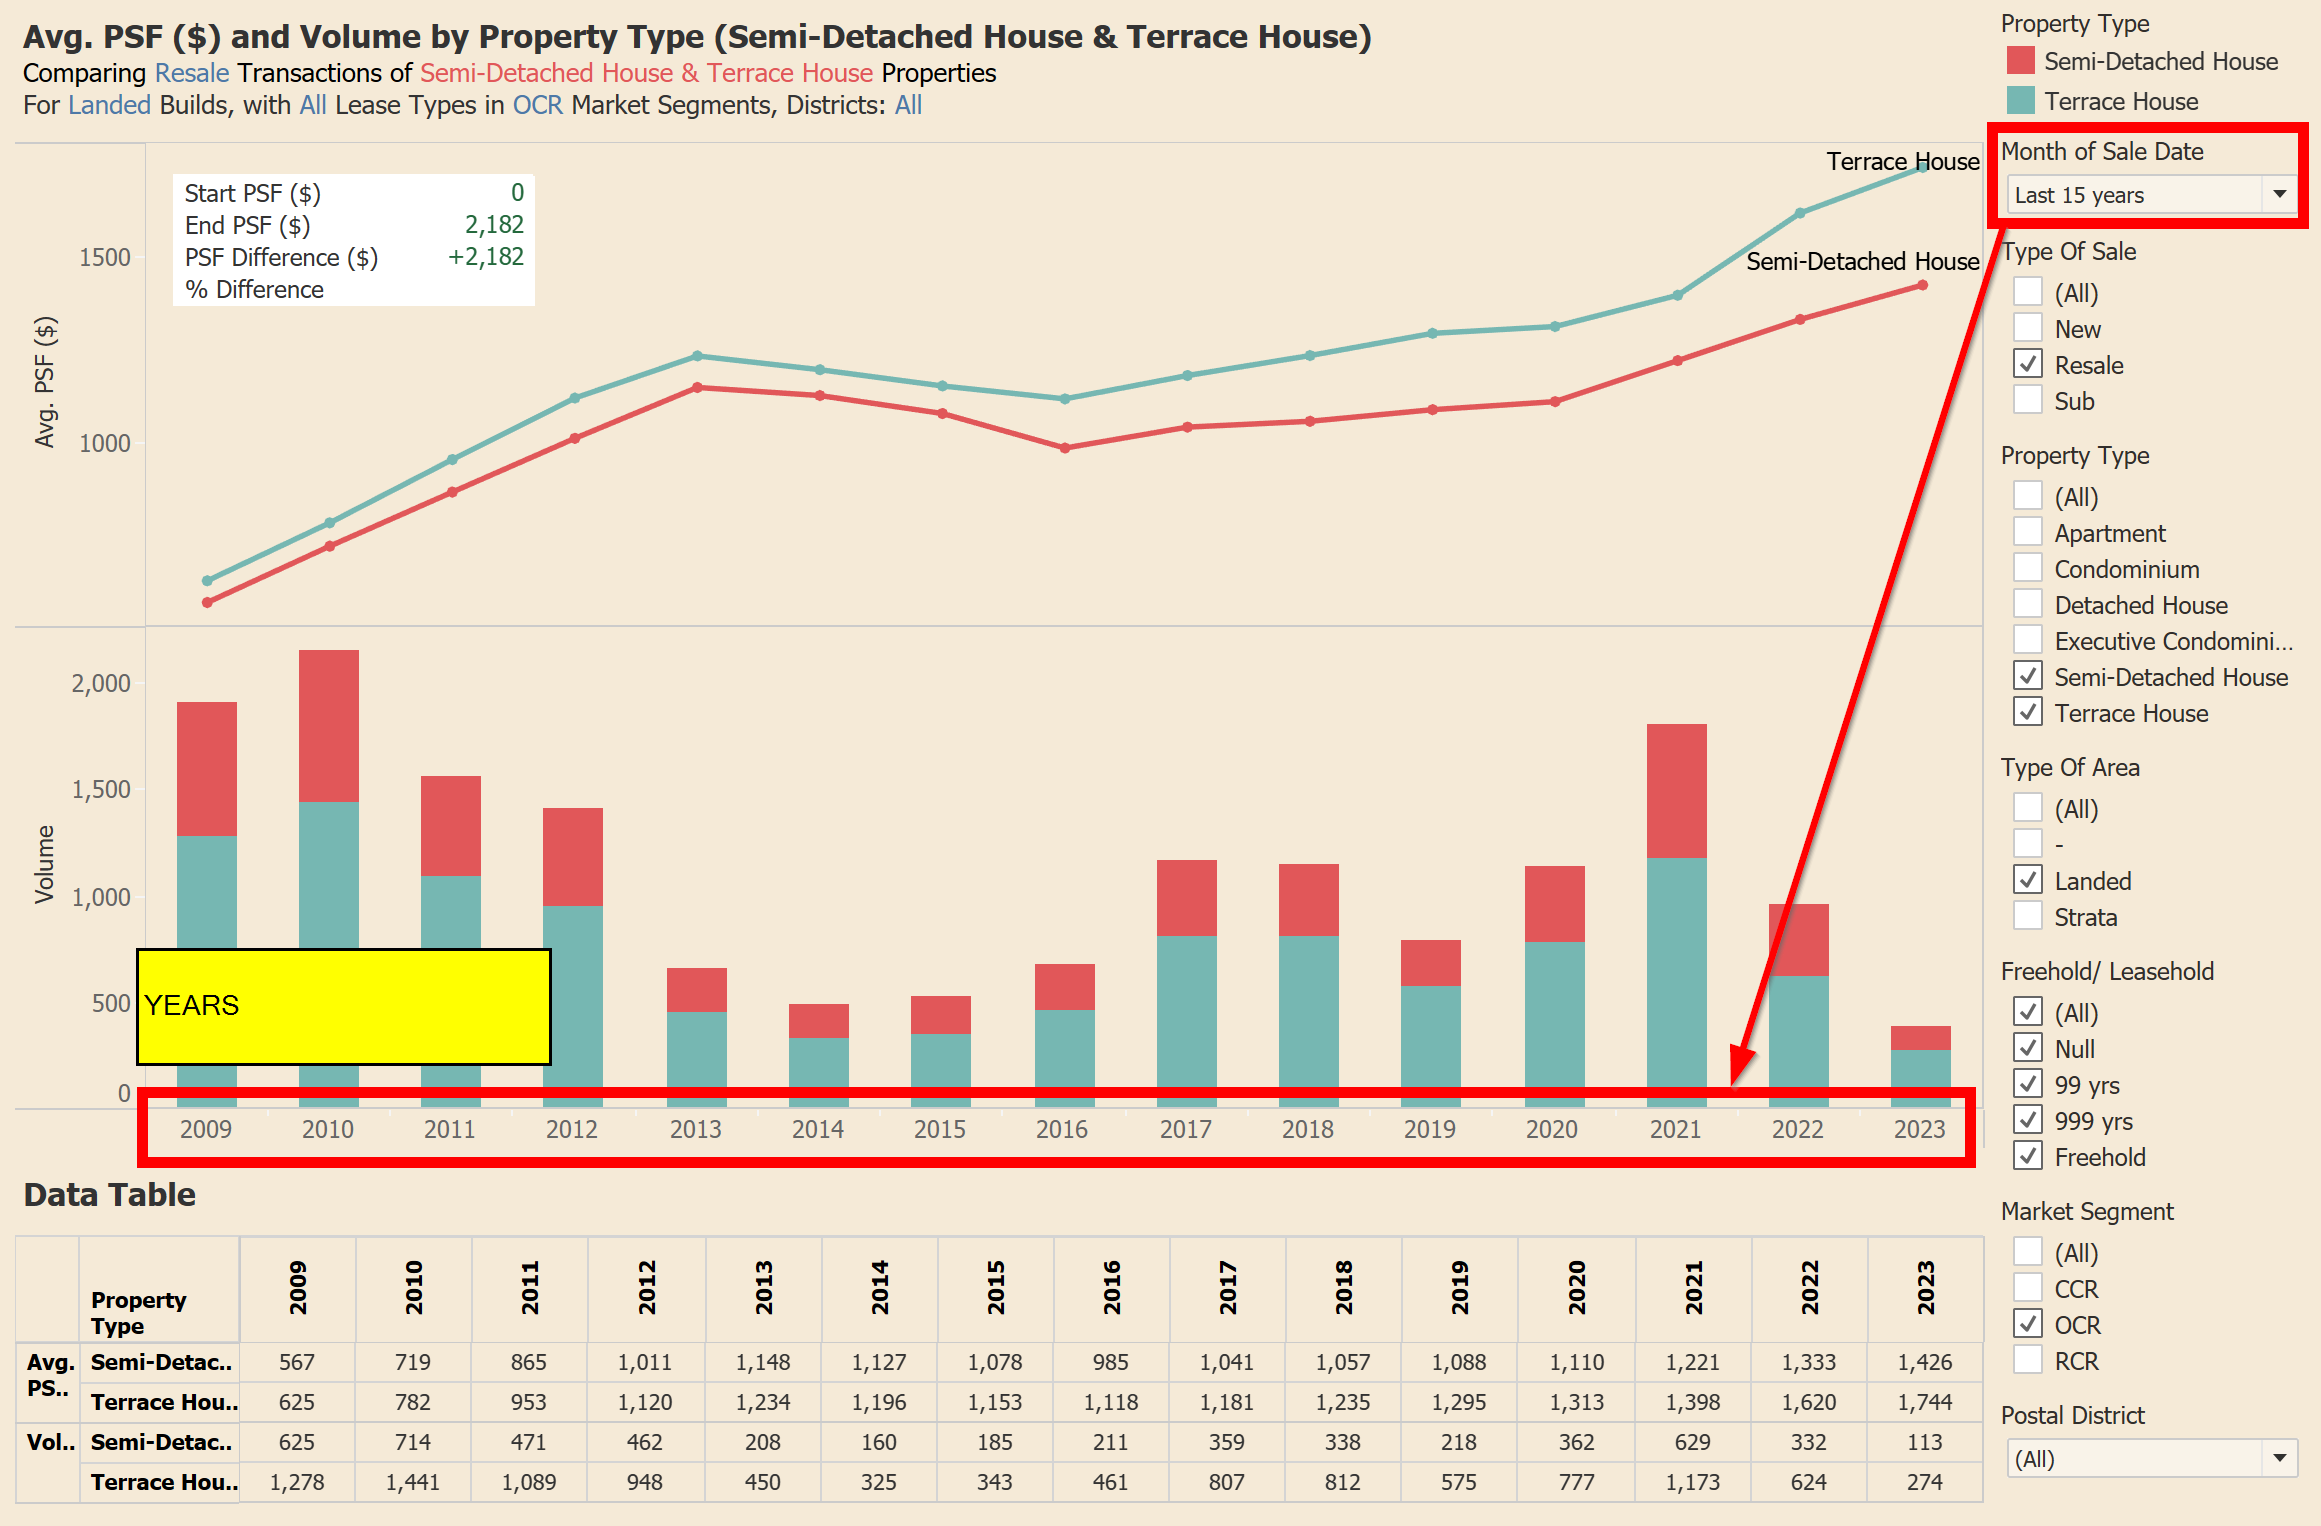 Avg. PSF ($) and Volume by Property Type (Semi-Detached House & Terrace House)
Comparing Resale Transactions of Semi-Detached House & Terrace House Properties
For Landed Builds, with All Lease Types in OCR Market Segments, Districts: All
Start PSF ($) 0
End PSF ($) 2,182
PSF Difference ($) +2,182
% Difference
Terrace House
Semi-Detached House
Avg. PSF ($)
1500
1000
Volume
2,000
1,500
1,000
500
0
YEARS
2009 2010 2011 2012 2013 2014 2015 2016 2017 2018 2019 2020 2021 2022 2023
Data Table
Property Type 2009 2010 2011 2012 2013 2014 2015 2016 2017 2018 2019 2020 2021 2022 2023
Avg. PS.. Semi-Detac.. 567 719 865 1,011 1,148 1,127 1,078 985 1,041 1,057 1,088 1,110 1,221 1,333 1,426
Terrace Hou.. 625 782 953 1,120 1,234 1,196 1,153 1,118 1,181 1,235 1,295 1,313 1,398 1,620 1,744
Vol.. Semi-Detac.. 625 714 471 462 208 160 185 211 359 338 218 362 629 332 113
Terrace Hou.. 1,278 1,441 1,089 948 450 325 343 461 807 812 575 777 1,173 624 274
Property Type
Semi-Detached House
Terrace House
Month of Sale Date
Last 15 years
Type Of Sale
(All)
New
Resale
Sub
Property Type
(All)
Apartment
Condominium
Detached House
Executive Condomini...
Semi-Detached House
Terrace House
Type Of Area
(All)
-
Landed
Strata
Freehold/ Leasehold
(All)
Null
99 yrs
999 yrs
Freehold
Market Segment
(All)
CCR
OCR
RCR
Postal District
(All)